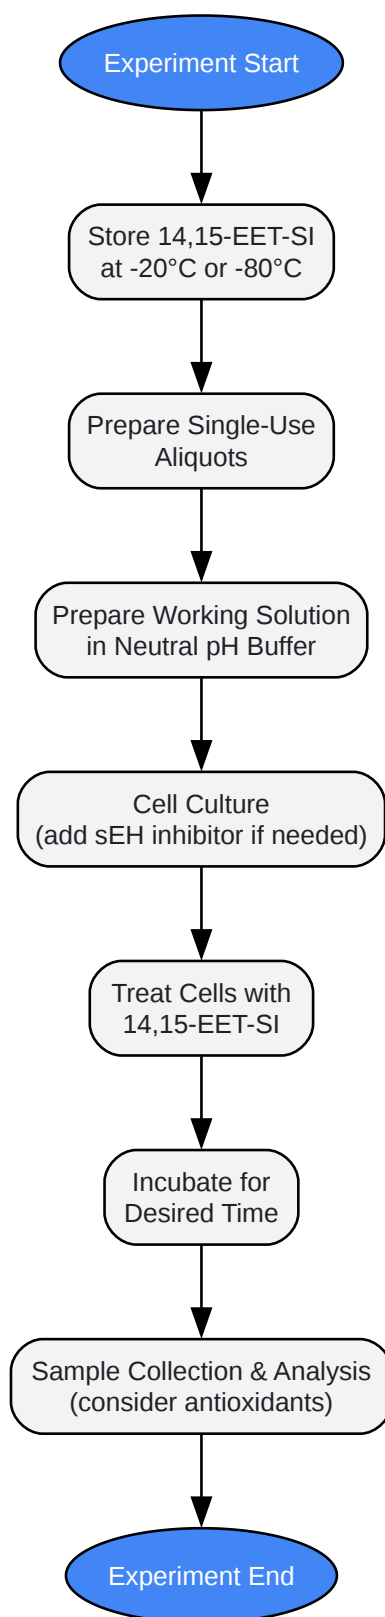 Experiment Start
Store 14,15-EET-SI
at -20°C or -80°C
Prepare Single-Use
Aliquots
Prepare Working Solution
in Neutral pH Buffer
Cell Culture
(add sEH inhibitor if needed)
Treat Cells with
14,15-EET-SI
Incubate for
Desired Time
Sample Collection & Analysis
(consider antioxidants)
Experiment End